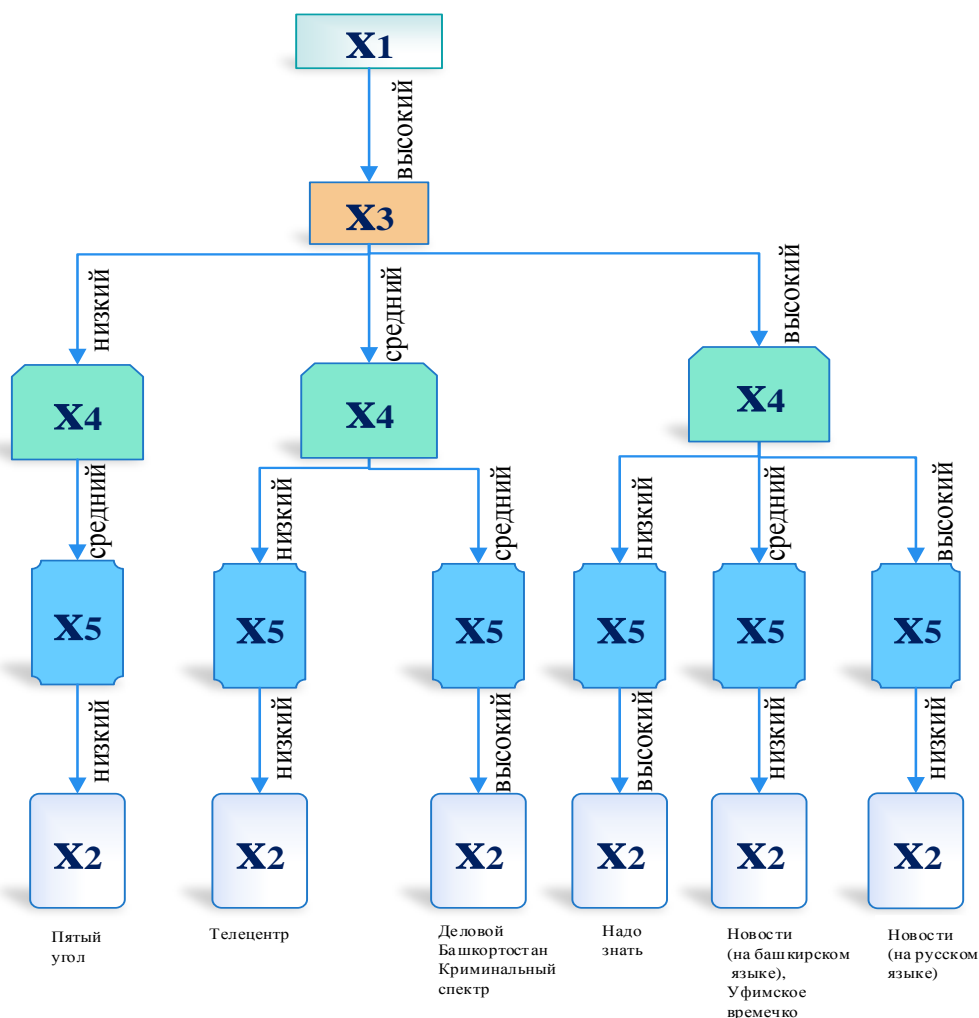 x1
высокий
x3
низкий
средний
высокий
x4
x4
x4
средний
низкий
средний
низкий
средний
высокий
x5
x5
x5
x5
x5
x5
низкий
низкий
высокий
высокий
низкий
низкий
x2
x2
x2
x2
x2
x2
Пятый
угол
Телецентр
Деловой
Башкортостан
Криминальный
спектр
Надо
знать
Новости
(на башкирском
языке),
Уфимское
времечко
Новости
(на русском
языке)